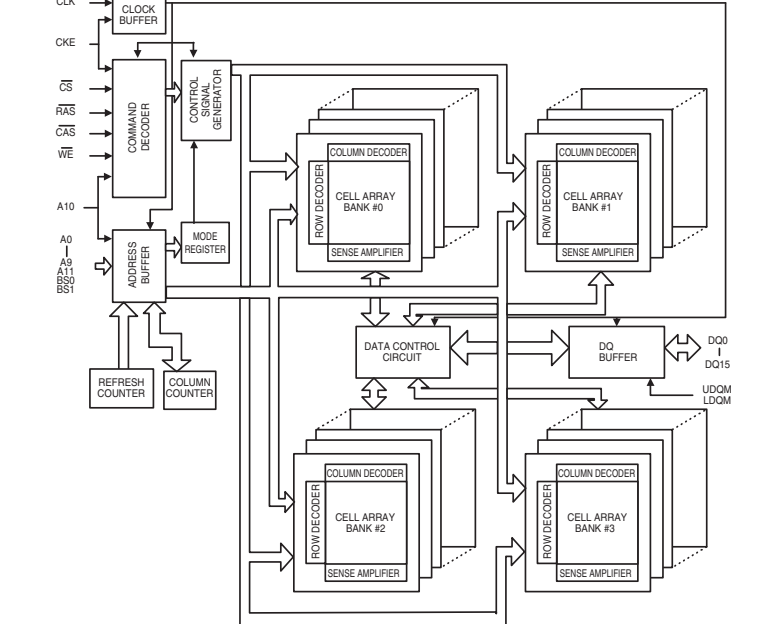 CLK
CLOCK
BUFFER
CKE
CS
RAS
CAS
WE
COMMAND
DECODER
CONTROL
SIGNAL
GENERATOR
A10
A0
A9
A11
BS0
BS1
ADDRESS
BUFFER
MODE
REGISTER
REFRESH
COUNTER
COLUMN
COUNTER
COLUMN DECODER
ROW DECODER
CELL ARRAY
BANK #0
SENSE AMPLIFIER
COLUMN DECODER
ROW DECODER
CELL ARRAY
BANK #1
SENSE AMPLIFIER
DATA CONTROL
CIRCUIT
DQ
BUFFER
DQ0
DQ15
UDQM
LDQM
COLUMN DECODER
ROW DECODER
CELL ARRAY
BANK #2
SENSE AMPLIFIER
COLUMN DECODER
ROW DECODER
CELL ARRAY
BANK #3
SENSE AMPLIFIER